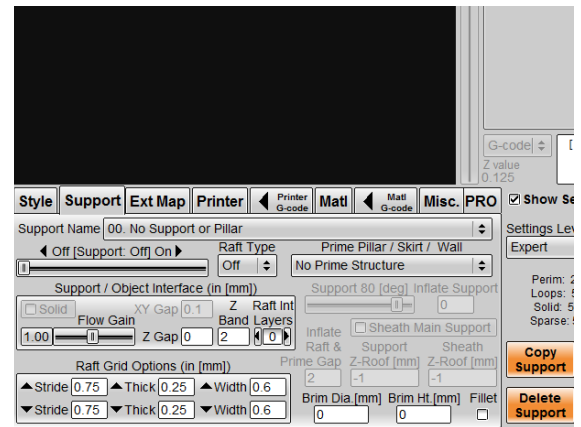 G-code
Z value
0.125
Style Support Ext Map Printer Printer G-code Matl Matl G-code Misc. PRO
Show Se
Support Name 00. No Support or Pillar
Settings Lev
Off [Support: Off] On
Raft Type
Prime Pillar / Skirt / Wall
Expert
Off
No Prime Structure
Support / Object Interface (in [mm])
Support 80 [deg] Inflate Support
Perim: 2
Solid XY Gap 0.1 Z Band Raft Int Layers
0
Loops: 5
Flow Gain
Solid: 5
1.00 Z Gap 0 2 0
Sheath Main Support
Sparse: 5
Inflate Raft & Prime Gap
Support Z-Roof [mm]
Sheath Z-Roof [mm]
Copy Support
Raft Grid Options (in [mm])
2 -1 -1
Stride 0.75 Thick 0.25 Width 0.6
Brim Dia.[mm] Brim Ht.[mm] Fillet
Delete Support
Stride 0.75 Thick 0.25 Width 0.6
0 0